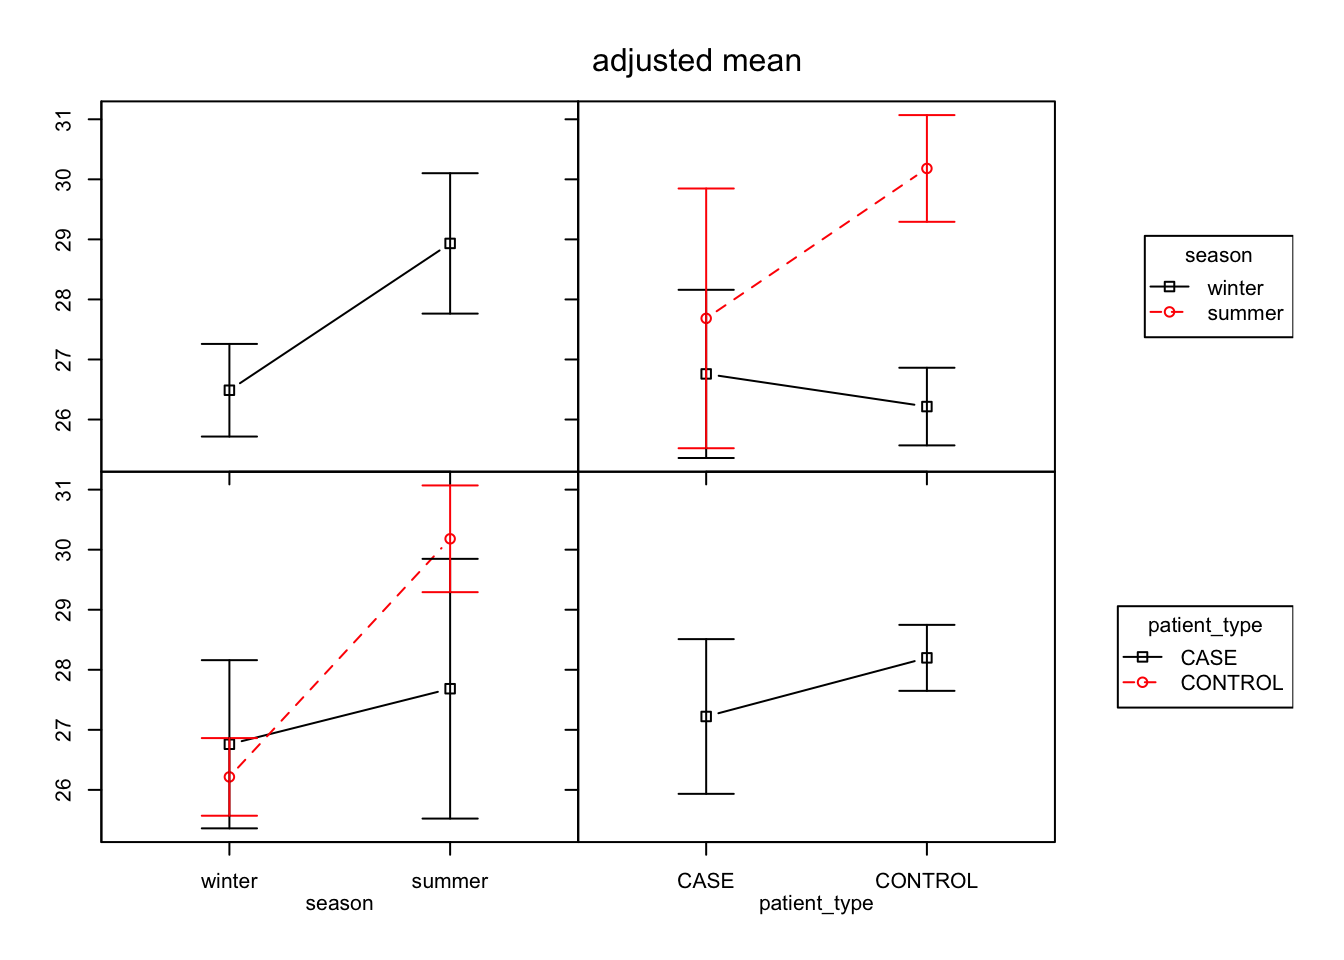 adjusted mean
31
30
29
28
27
26
season
winter
summer
31
30
29
28
27
26
patient_type
CASE
CONTROL
winter
summer
CASE
CONTROL
season
patient_type